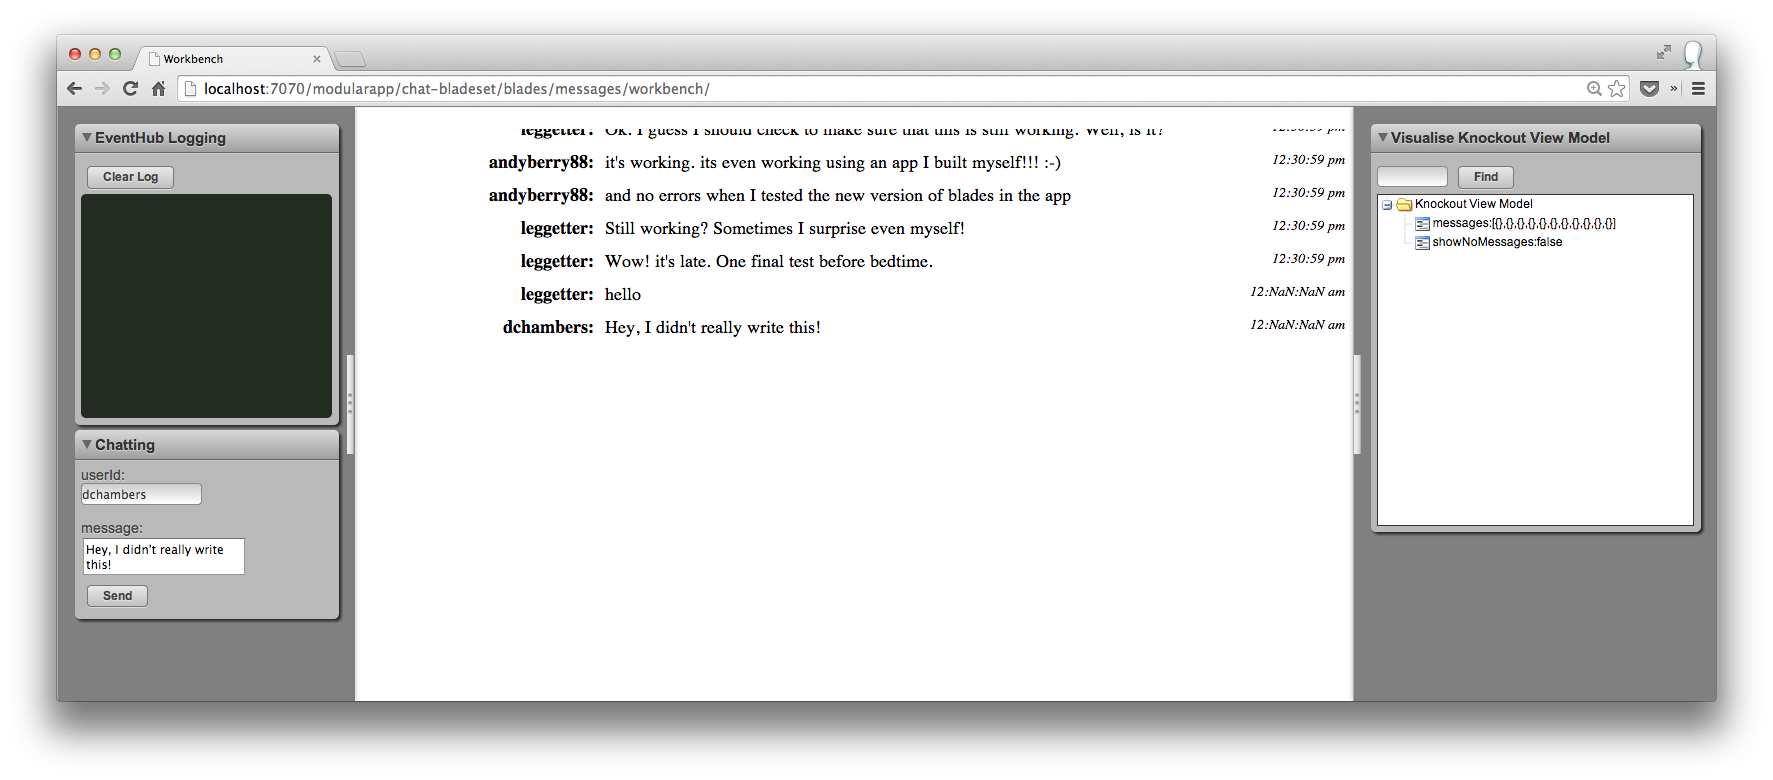 Workbench
localhost:7070/modularapp/chat-bladeset/blades/messages/workbench/
EventHub Logging
Clear Log
Chatting
userId:
dchambers
message:
Hey, I didn't really write
this!
Send
leggetter: Ok. I guess I should check to make sure that this is still working. Well, is it? 12:30:59 pm
andyberry88: it's working. its even working using an app I built myself!!! :-) 12:30:59 pm
andyberry88: and no errors when I tested the new version of blades in the app 12:30:59 pm
leggetter: Still working? Sometimes I surprise even myself! 12:30:59 pm
leggetter: Wow! it's late. One final test before bedtime. 12:30:59 pm
leggetter: hello 12:NaN:NaN am
dchambers: Hey, I didn't really write this! 12:NaN:NaN am
Visualise Knockout View Model
Find
Knockout View Model
messages:[{},{},{},{},{},{},{},{},{},{},{}]
showNoMessages:false